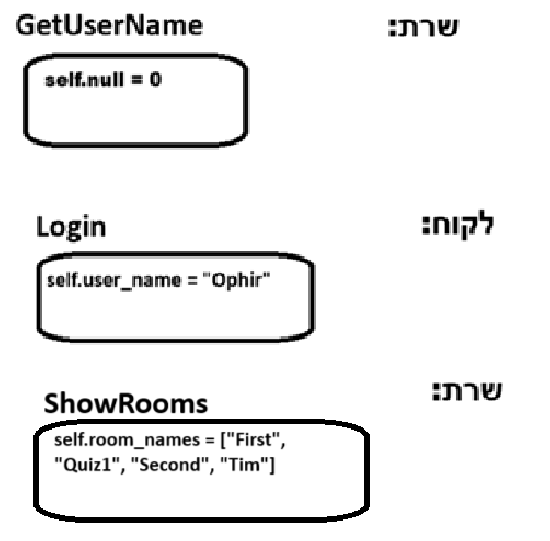 GetUserName
שרת:
self.null = 0
Login
לקוח:
self.user_name = "Ophir"
שרת:
ShowRooms
self.room_names = ["First",
"Quiz1", "Second", "Tim"]